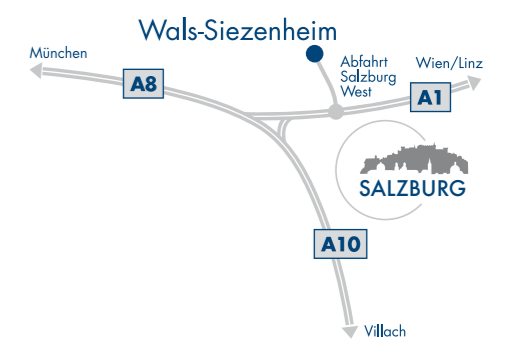 Wals-Siezenheim
München
Abfahrt
Salzburg
West
Wien/Linz
A8
A1
SALZBURG
A10
Villach